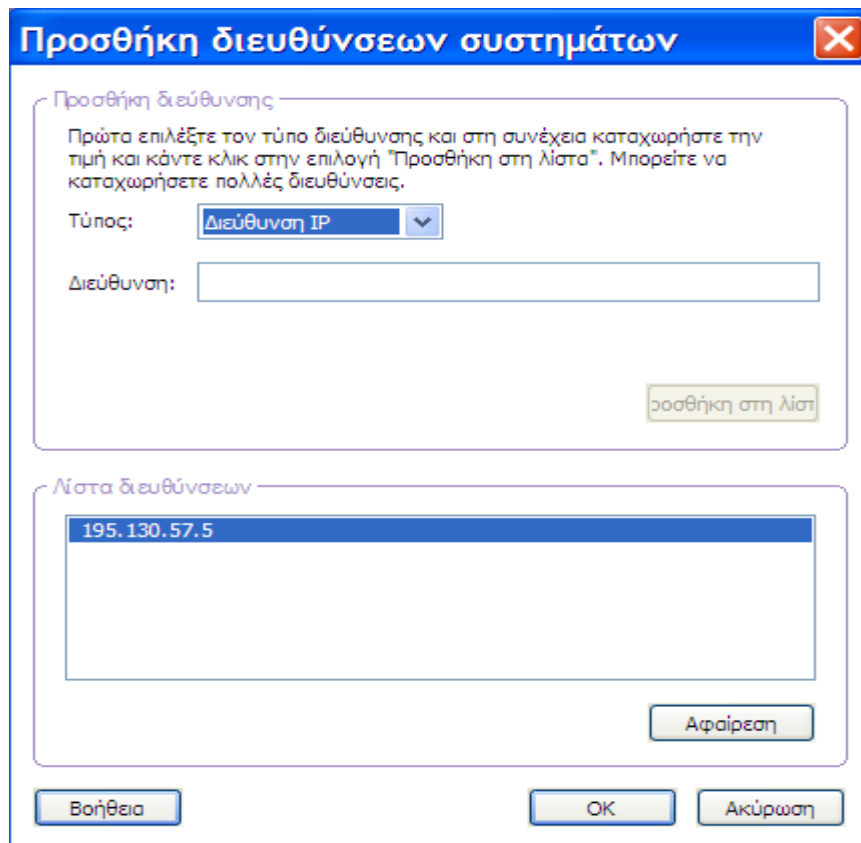 Προσθήκη διευθύνσεων συστημάτων
Προσθήκη διεύθυνσης
Πρώτα επιλέξτε τον τύπο διεύθυνσης και στη συνέχεια καταχωρήστε την
τιμή και κάντε κλικ στην επιλογή "Προσθήκη στη λίστα". Μπορείτε να
καταχωρήσετε πολλές διευθύνσεις.
Τύπος: Διεύθυνση IP
Διεύθυνση:
ροσθήκη στη λίστ
Λίστα διευθύνσεων
195.130.57.5
Αφαίρεση
Βοήθεια OK Ακύρωση